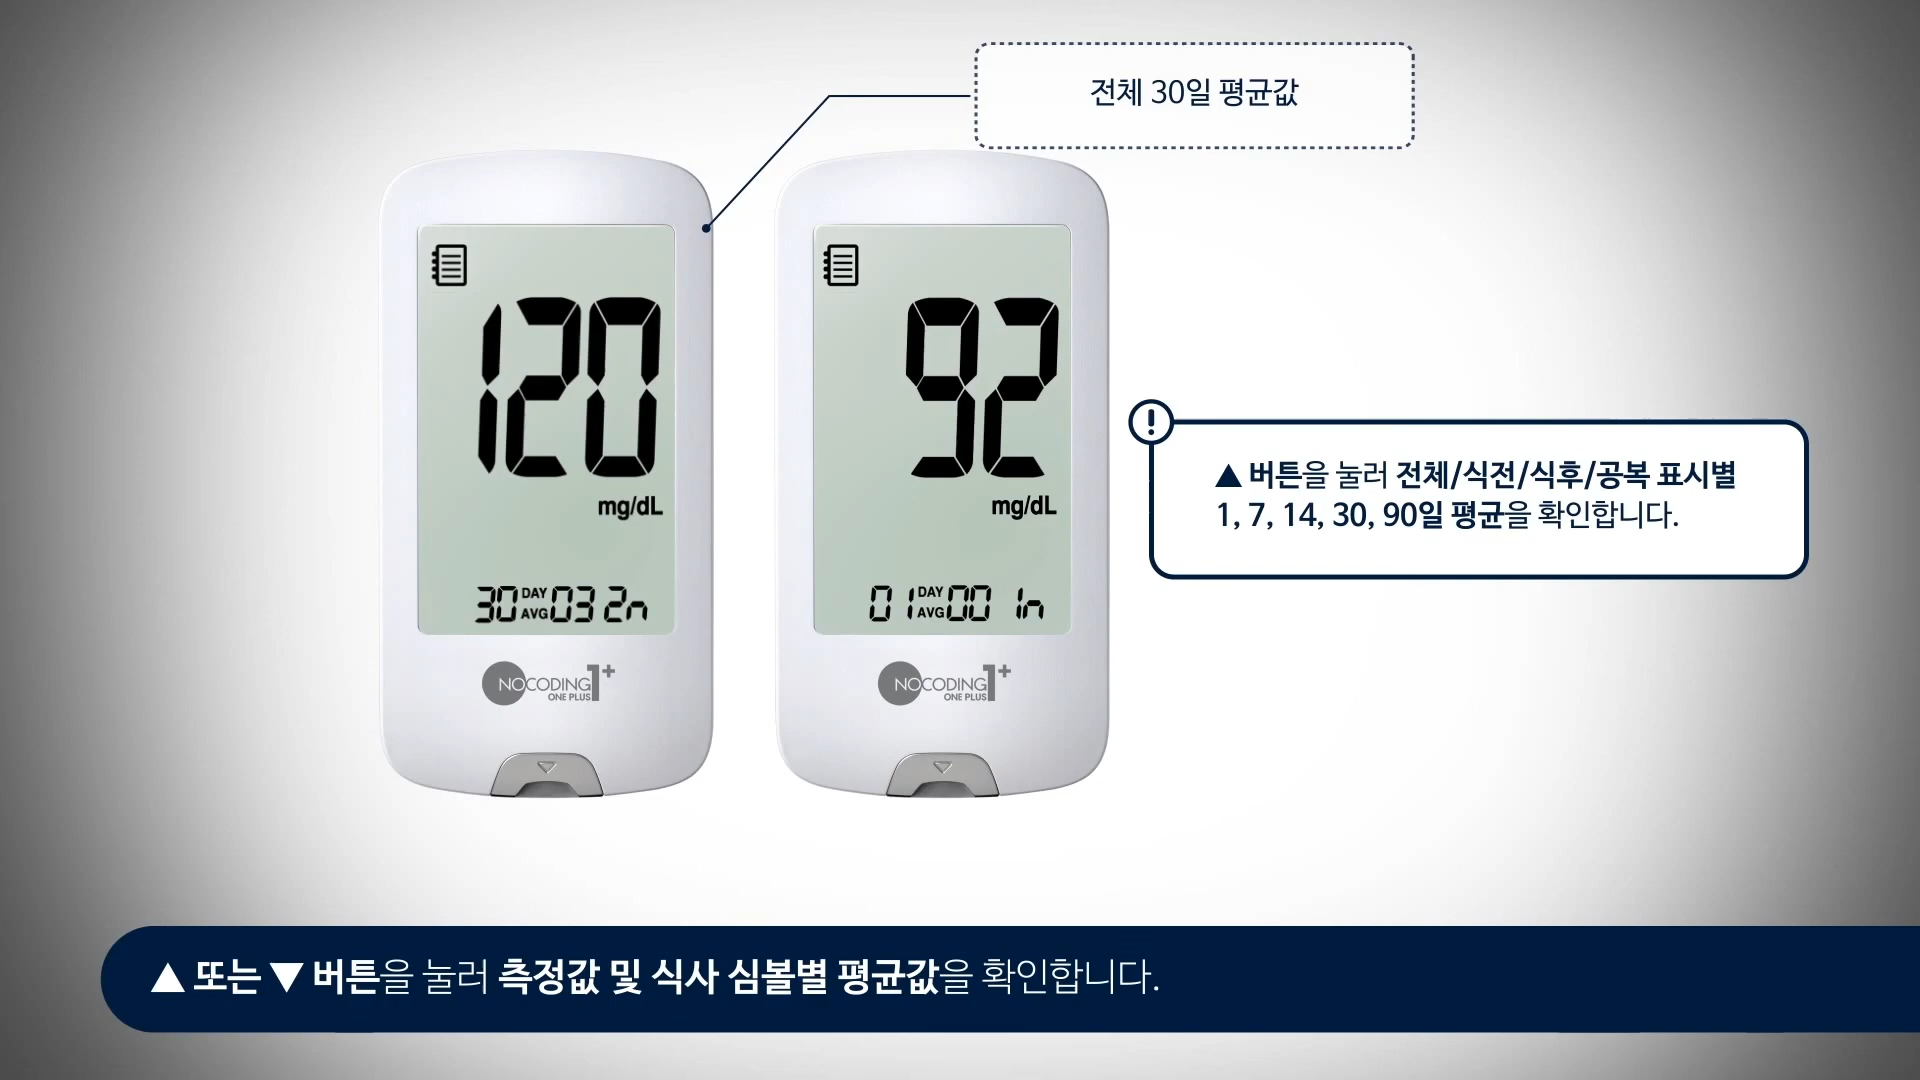 전체 30일 평균값
120
mg/dL
30 DAY AVG 032n
NOCODING 1+
ONE PLUS
92
mg/dL
01 DAY AVG 001n
NOCODING 1+
ONE PLUS
!
▲ 버튼을 눌러 전체/식전/식후/공복 표시별
1, 7, 14, 30, 90일 평균을 확인합니다.
▲ 또는 ▼ 버튼을 눌러 측정값 및 식사 심볼별 평균값을 확인합니다.